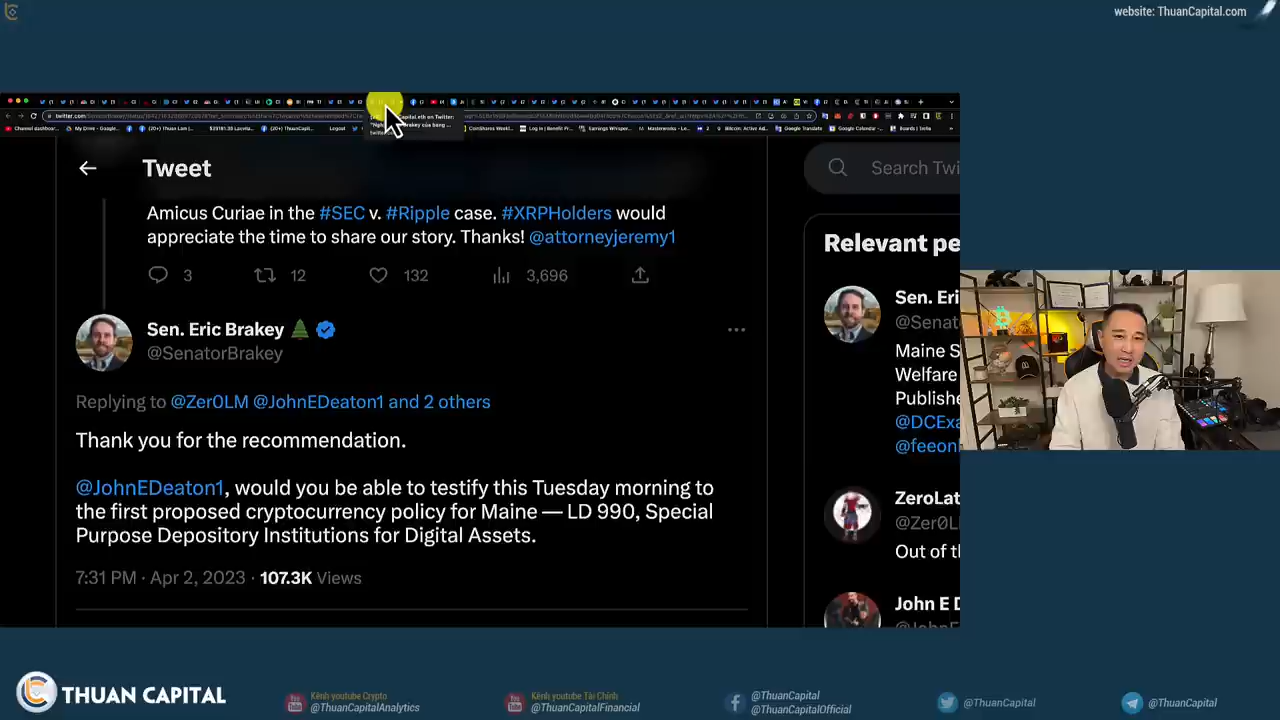 website: ThuanCapital.com
Capital.eth on Twitter:
Tweet
Search Twi
Amicus Curiae in the #SEC v. #Ripple case. #XRPHolders would
appreciate the time to share our story. Thanks! @attorneyjeremy1
3 12 132 3,696
Relevant pe
Sen. Eric Brakey
@SenatorBrakey
Sen. Eri
@Senat
Maine S
Welfare
Publishe
@DCExa
@feeon
Replying to @Zer0LM @JohnEDeaton1 and 2 others
Thank you for the recommendation.
@JohnEDeaton1, would you be able to testify this Tuesday morning to
the first proposed cryptocurrency policy for Maine — LD 990, Special
Purpose Depository Institutions for Digital Assets.
7:31 PM · Apr 2, 2023 · 107.3K Views
ZeroLat
@Zer0L
Out of t
John E D
THUAN CAPITAL
Kênh youtube Crypto
@ThuanCapitalAnalytics
Kênh youtube Tài Chính
@ThuanCapitalFinancial
@ThuanCapital
@ThuanCapitalOfficial
@ThuanCapital
@ThuanCapital